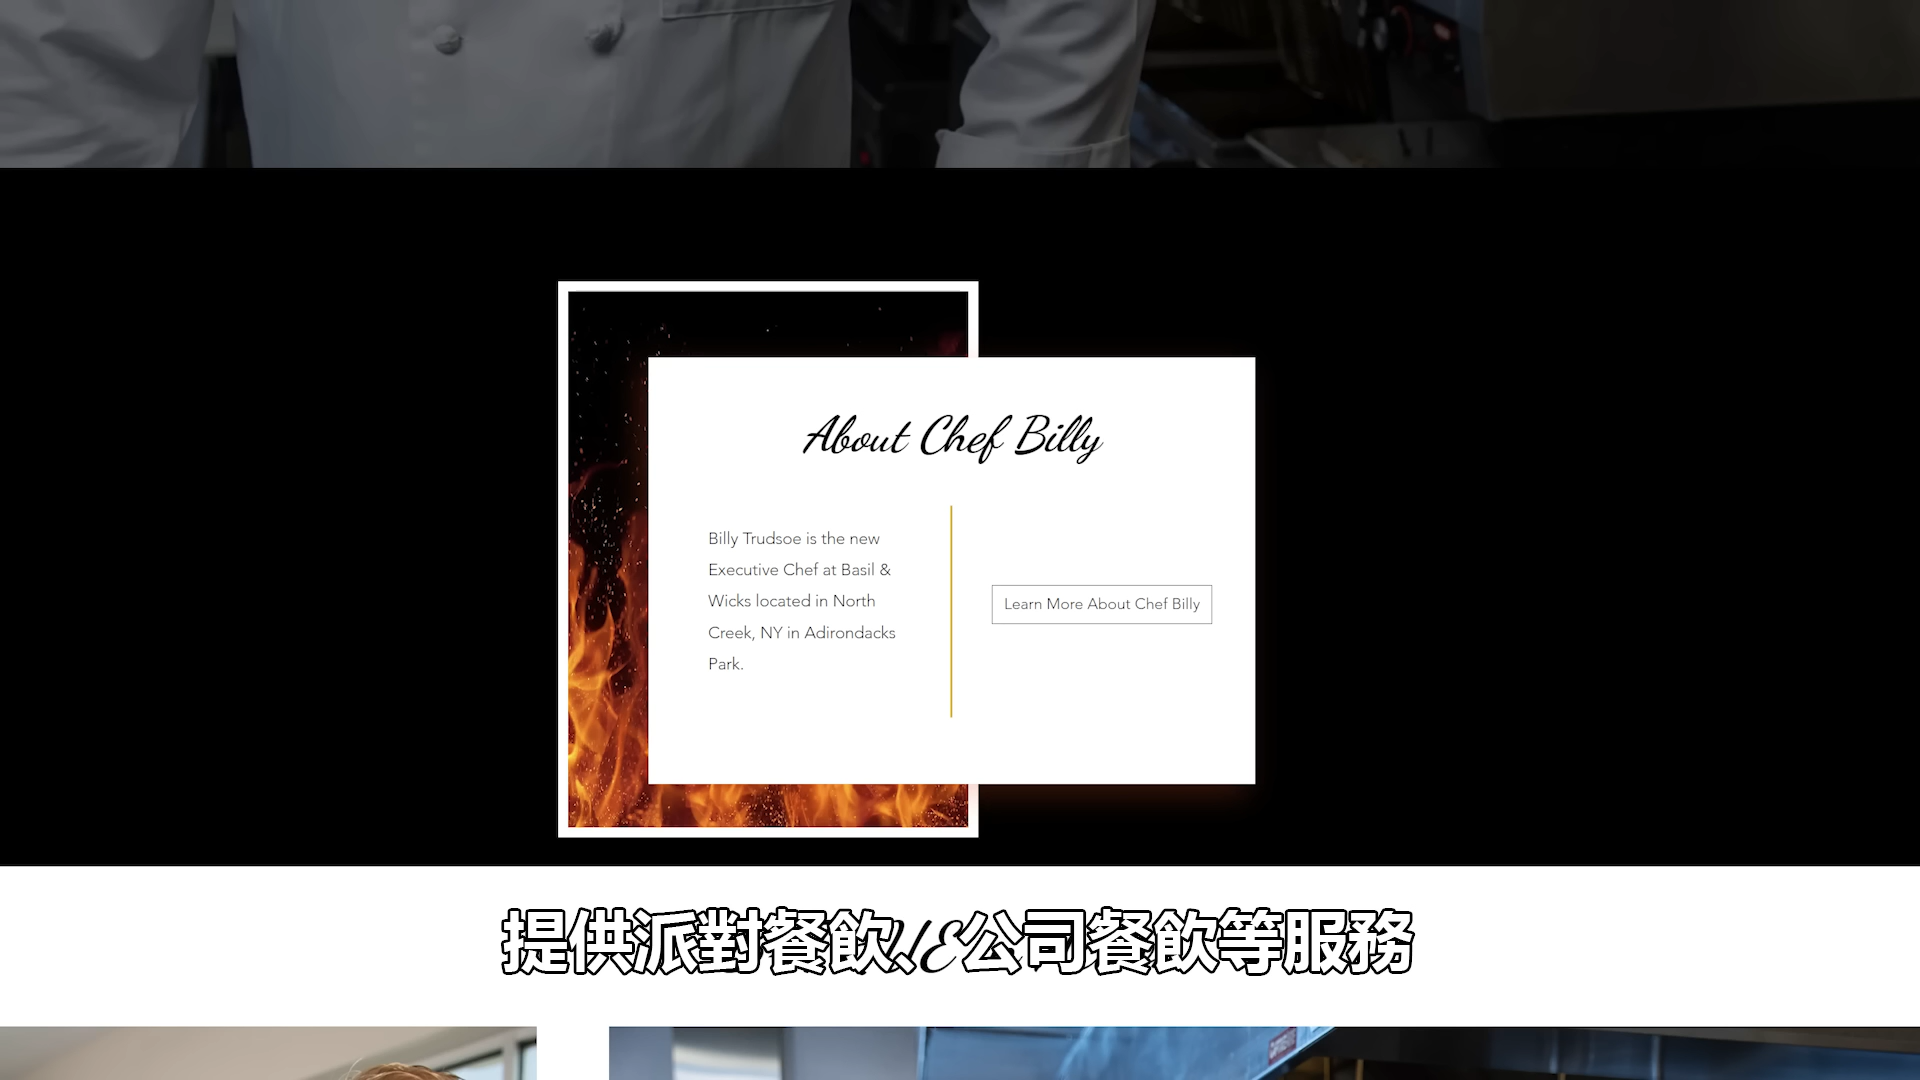 About Chef Billy
Billy Trudsoe is the new
Executive Chef at Basil &
Wicks located in North
Creek, NY in Adirondacks
Park.
Learn More About Chef Billy
提供派對餐飲、公司餐飲等服務